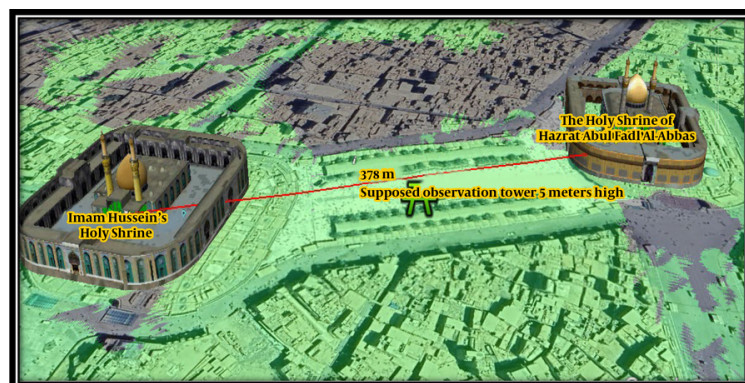 The Holy Shrine of
Hazrat Abul Fadl Al-Abbas
378 m
Supposed observation tower 5 meters high
Imam Hussein's
Holy Shrine